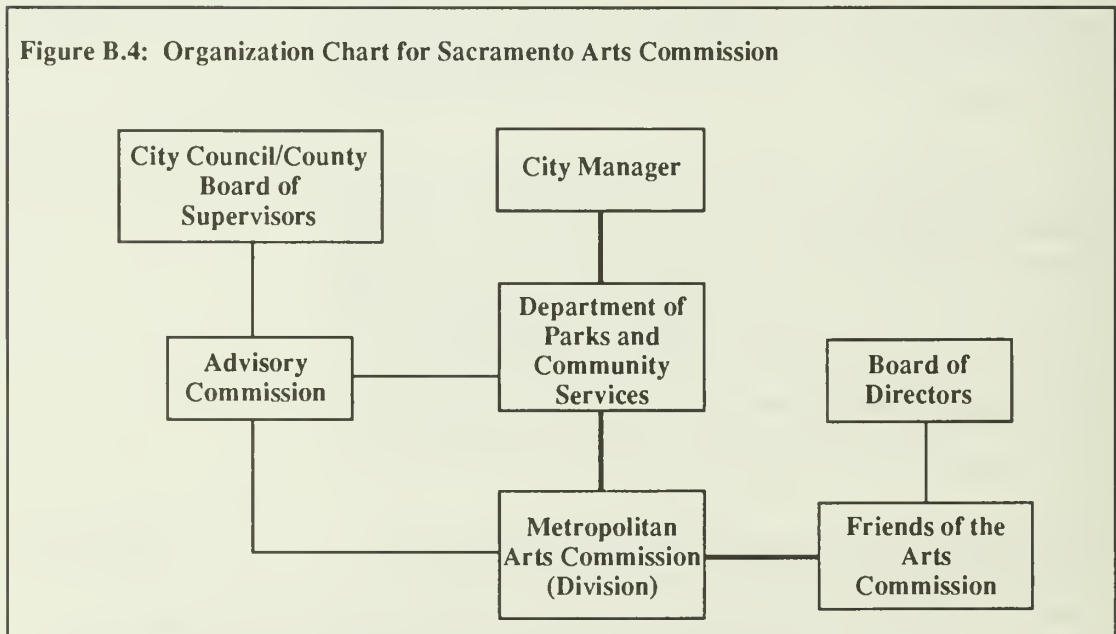 Figure B.4: Organization Chart for Sacramento Arts Commission
City Council/County
Board of
Supervisors
City Manager
Advisory
Commission
Department of
Parks and
Community
Services
Board of
Directors
Metropolitan
Arts Commission
(Division)
Friends of the
Arts
Commission